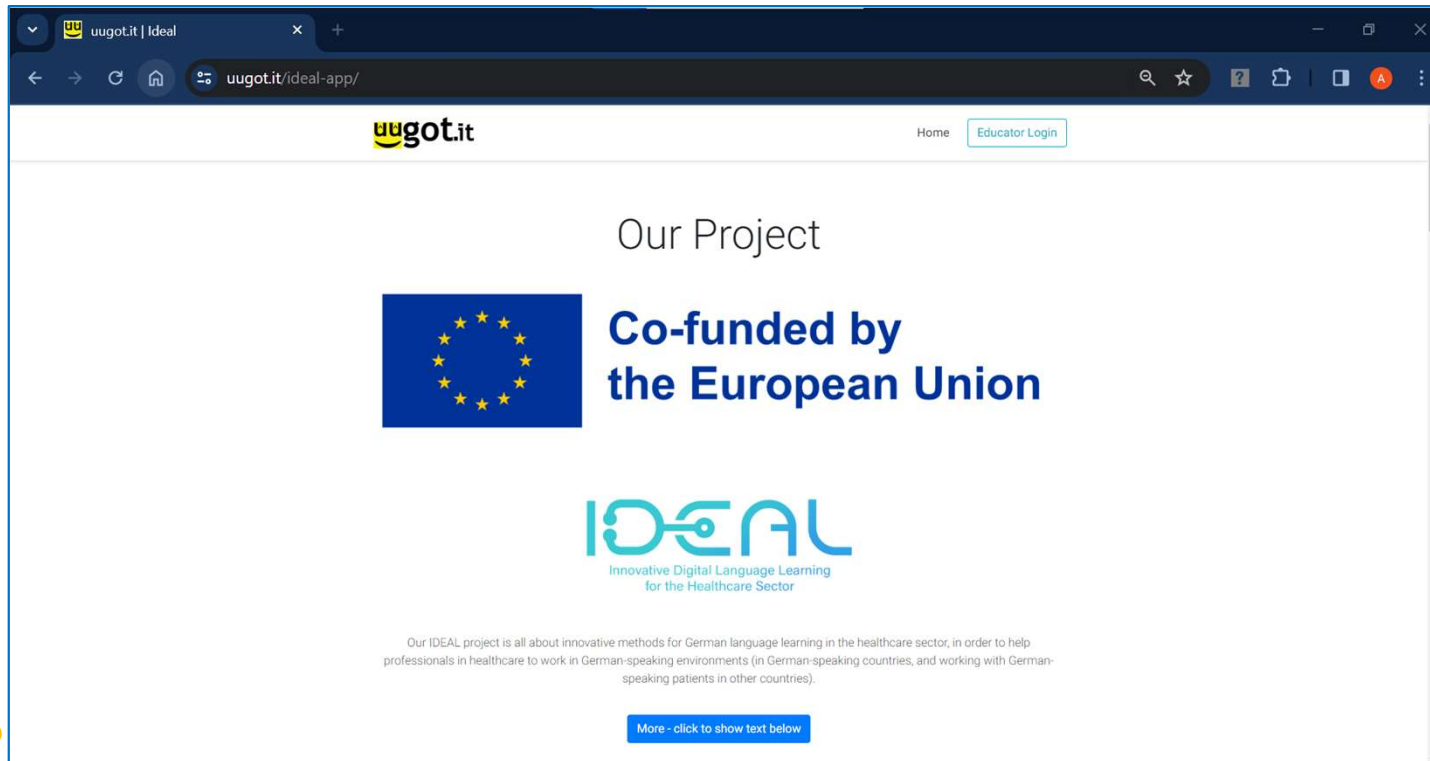 uu uugot.it | Ideal
uugot.it/ideal-app/
A
uugot.it
Home
Educator Login
Our Project
Co-funded by
the European Union
IDEAL
Innovative Digital Language Learning
for the Healthcare Sector
Our IDEAL project is all about innovative methods for German language learning in the healthcare sector, in order to help
professionals in healthcare to work in German-speaking environments (in German-speaking countries, and working with German-
speaking patients in other countries).
More - click to show text below